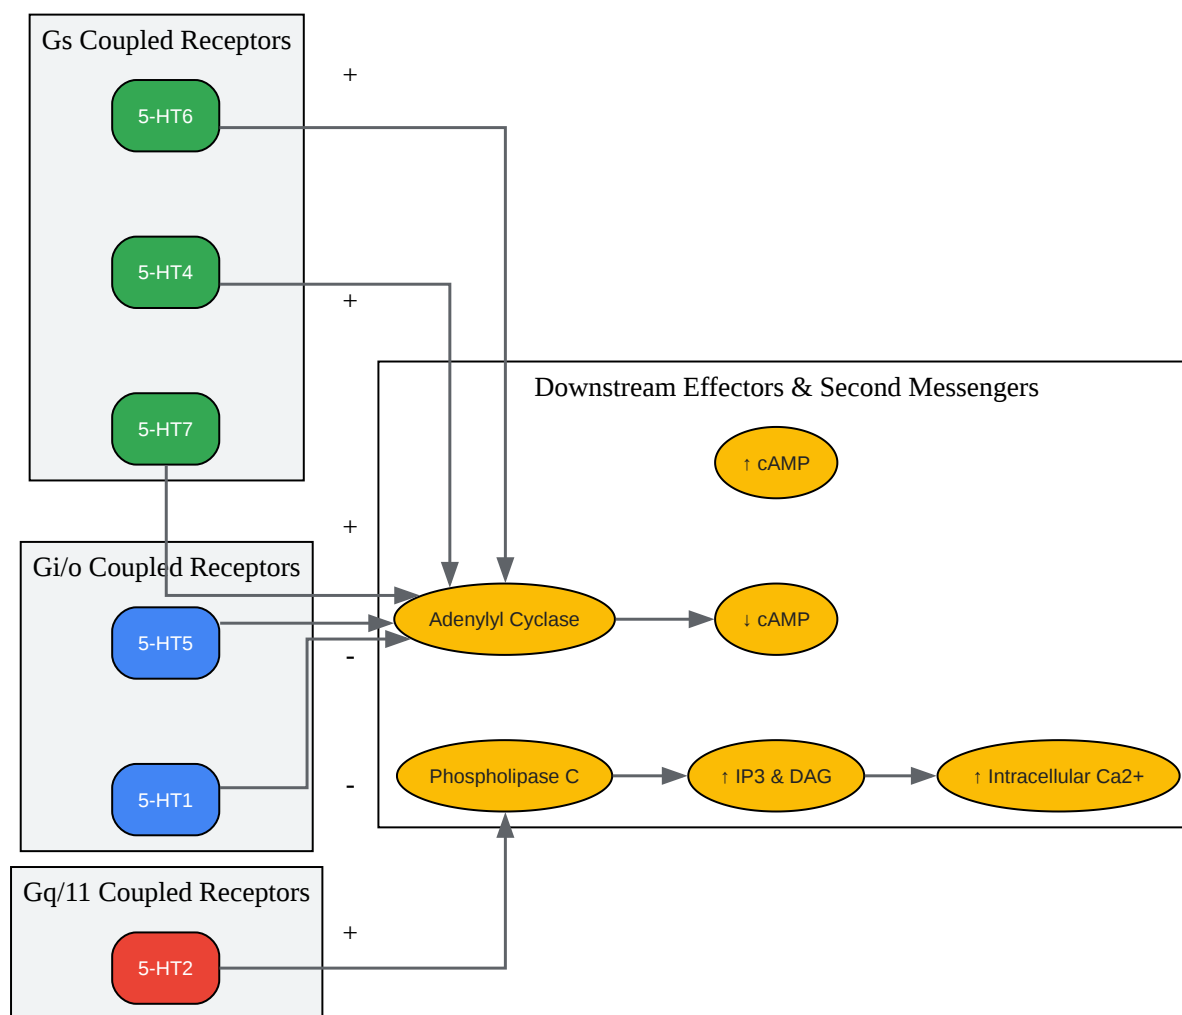 Gs Coupled Receptors
+
5-HT6
5-HT4
+
5-HT7
Downstream Effectors & Second Messengers
↑ cAMP
+
Gi/o Coupled Receptors
5-HT5
Adenylyl Cyclase
↓ cAMP
-
5-HT1
-
Phospholipase C
↑ IP3 & DAG
↑ Intracellular Ca2+
Gq/11 Coupled Receptors
+
5-HT2